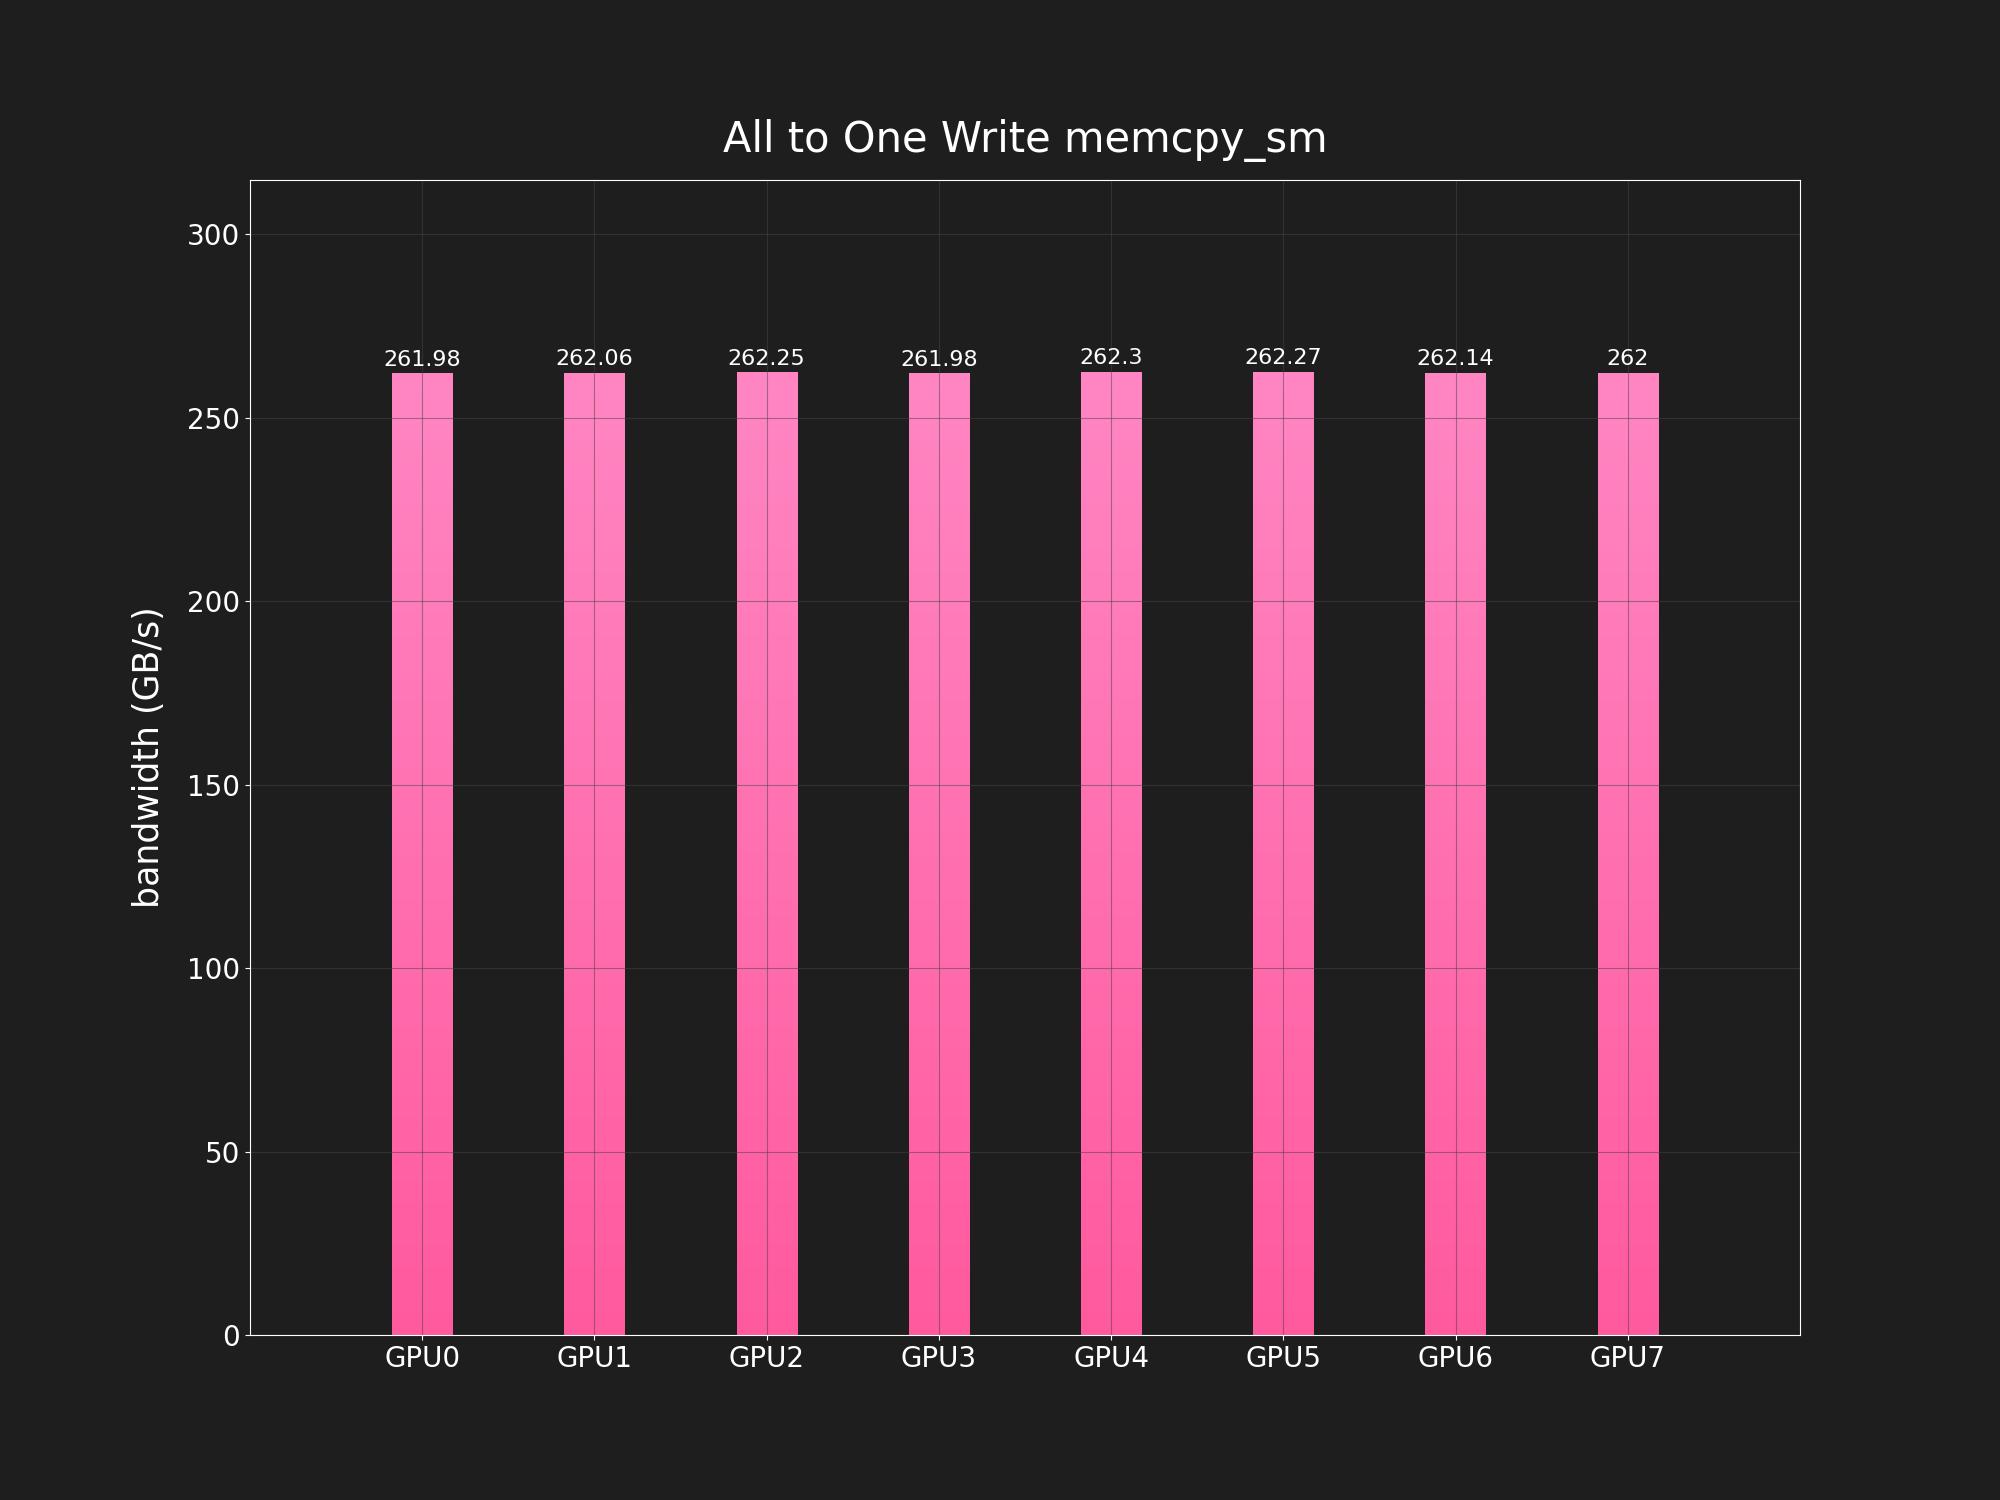 All to One Write memcpy_sm
300
250
200
150
100
50
0
bandwidth (GB/s)
261.98 262.06 262.25 261.98 262.3 262.27 262.14 262
GPU0 GPU1 GPU2 GPU3 GPU4 GPU5 GPU6 GPU7